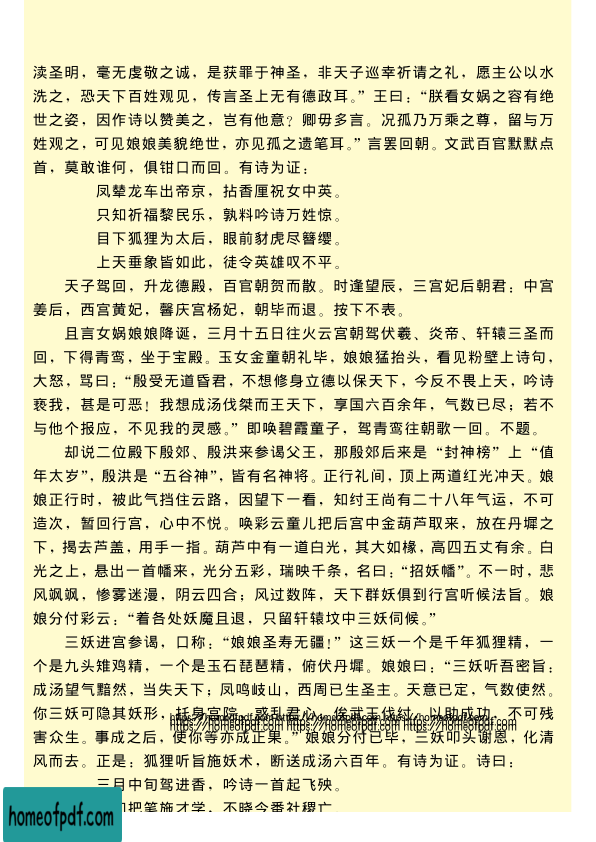 渎圣明，毫无虔敬之诚，是获罪于神圣，非天子巡幸祈请之礼，愿主公以水
洗之，恐天下百姓观见，传言圣上无有德政耳。”王曰：“朕看女娲之容有绝
世之姿，因作诗以赞美之，岂有他意？卿毋多言。况孤乃万乘之尊，留与万
姓观之，可见娘娘美貌绝世，亦见孤之遗笔耳。”言罢回朝。文武百官默默点
首，莫敢谁何，俱钳口而回。有诗为证：
凤辇龙车出帝京，拈香厘祝女中英。
只知祈福黎民乐，孰料吟诗万姓惊。
目下狐狸为太后，眼前豺虎尽簪缨。
上天垂象皆如此，徒令英雄叹不平。
天子驾回，升龙德殿，百官朝贺而散。时逢望辰，三宫妃后朝君：中宫
姜后，西宫黄妃，馨庆宫杨妃，朝毕而退。按下不表。
且言女娲娘娘降诞，三月十五日往火云宫朝驾伏羲、炎帝、轩辕三圣而
回，下得青鸾，坐于宝殿。玉女金童朝礼毕，娘娘猛抬头，看见粉壁上诗句，
大怒，骂曰：“殷受无道昏君，不想修身立德以保天下，今反不畏上天，吟诗
亵我，甚是可恶！我想成汤伐桀而王天下，享国六百余年，气数已尽；若不
与他个报应，不见我的灵感。”即唤碧霞童子，驾青鸾往朝歌一回。不题。
却说二位殿下殷郊、殷洪来参谒父王，那殷郊后来是“封神榜”上“值
年太岁”，殷洪是“五谷神”，皆有名神将。正行礼间，顶上两道红光冲天。娘
娘正行时，被此气挡住云路，因望下一看，知纣王尚有二十八年气运，不可
造次，暂回行宫，心中不悦。唤彩云童儿把后宫中金葫芦取来，放在丹墀之
下，揭去芦盖，用手一指。葫芦中有一道白光，其大如椽，高四五丈有余。白
光之上，悬出一首幡来，光分五彩，瑞映千条，名曰：“招妖幡”。不一时，悲
风飒飒，惨雾迷漫，阴云四合；风过数阵，天下群妖俱到行宫听候法旨。娘
娘分付彩云：“着各处妖魔且退，只留轩辕坟中三妖伺候。”
三妖进宫参谒，口称：“娘娘圣寿无疆！”这三妖一个是千年狐狸精，一
个是九头雉鸡精，一个是玉石琵琶精，俯伏丹墀。娘娘曰：“三妖听吾密旨：
成汤望气黯然，当失天下；凤鸣岐山，西周已生圣主。天意已定，气数使然。
你三妖可隐其妖形，托身宫院，惑乱君心，俟武王伐纣，以助成功，不可残
害众生。事成之后，使你等亦成正果。”娘娘分付已毕，三妖叩头谢恩，化清
风而去。正是：狐狸听旨施妖术，断送成汤六百年。有诗为证。诗曰：
三月中旬驾进香，吟诗一首起飞殃。
把笔施才学，不晓今番社稷亡。
https://homeofpdf.com https://homeofpdf.com https://homeofpdf.com
homeofpdf.com